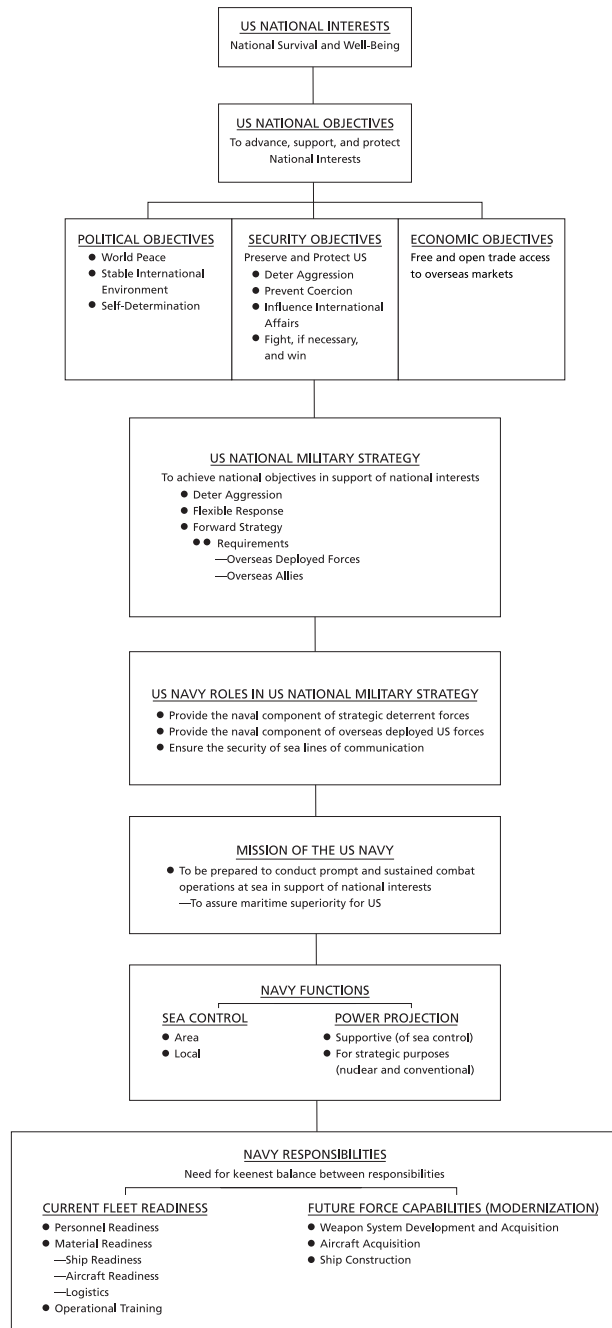 US NATIONAL INTERESTS
National Survival and Well-Being
US NATIONAL OBJECTIVES
To advance, support, and protect
National Interests
POLITICAL OBJECTIVES
● World Peace
● Stable International
Environment
● Self-Determination
SECURITY OBJECTIVES
Preserve and Protect US
● Deter Aggression
● Prevent Coercion
● Influence International
Affairs
● Fight, if necessary,
and win
ECONOMIC OBJECTIVES
Free and open trade access
to overseas markets
US NATIONAL MILITARY STRATEGY
To achieve national objectives in support of national interests
● Deter Aggression
● Flexible Response
● Forward Strategy
●● Requirements
—Overseas Deployed Forces
—Overseas Allies
US NAVY ROLES IN US NATIONAL MILITARY STRATEGY
● Provide the naval component of strategic deterrent forces
● Provide the naval component of overseas deployed US forces
● Ensure the security of sea lines of communication
MISSION OF THE US NAVY
● To be prepared to conduct prompt and sustained combat
operations at sea in support of national interests
—To assure maritime superiority for US
NAVY FUNCTIONS
SEA CONTROL
● Area
● Local
POWER PROJECTION
● Supportive (of sea control)
● For strategic purposes
(nuclear and conventional)
NAVY RESPONSIBILITIES
Need for keenest balance between responsibilities
CURRENT FLEET READINESS
● Personnel Readiness
● Material Readiness
—Ship Readiness
—Aircraft Readiness
—Logistics
● Operational Training
FUTURE FORCE CAPABILITIES (MODERNIZATION)
● Weapon System Development and Acquisition
● Aircraft Acquisition
● Ship Construction